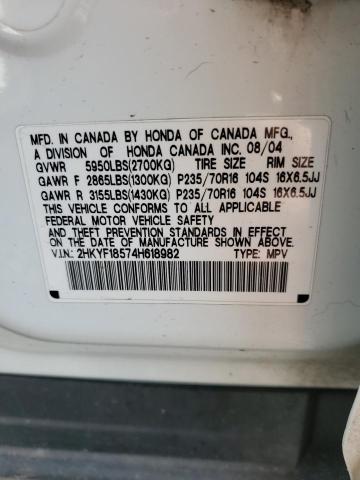 MFD. IN CANADA BY HONDA OF CANADA MFG.,
A DIVISION OF HONDA CANADA INC. 08/04
GVWR 5950LBS(2700KG) TIRE SIZE RIM SIZE
GAWR F 2865LBS(1300KG) P235/70R16 104S 16X6.5JJ
GAWR R 3155LBS(1430KG) P235/70R16 104S 16X6.5JJ
THIS VEHICLE CONFORMS TO ALL APPLICABLE
FEDERAL MOTOR VEHICLE SAFETY
AND THEFT PREVENTION STANDARDS IN EFFECT ON
THE DATE OF MANUFACTURE SHOWN ABOVE.
V.I.N.: 2HKYF18574H618982 TYPE: MPV